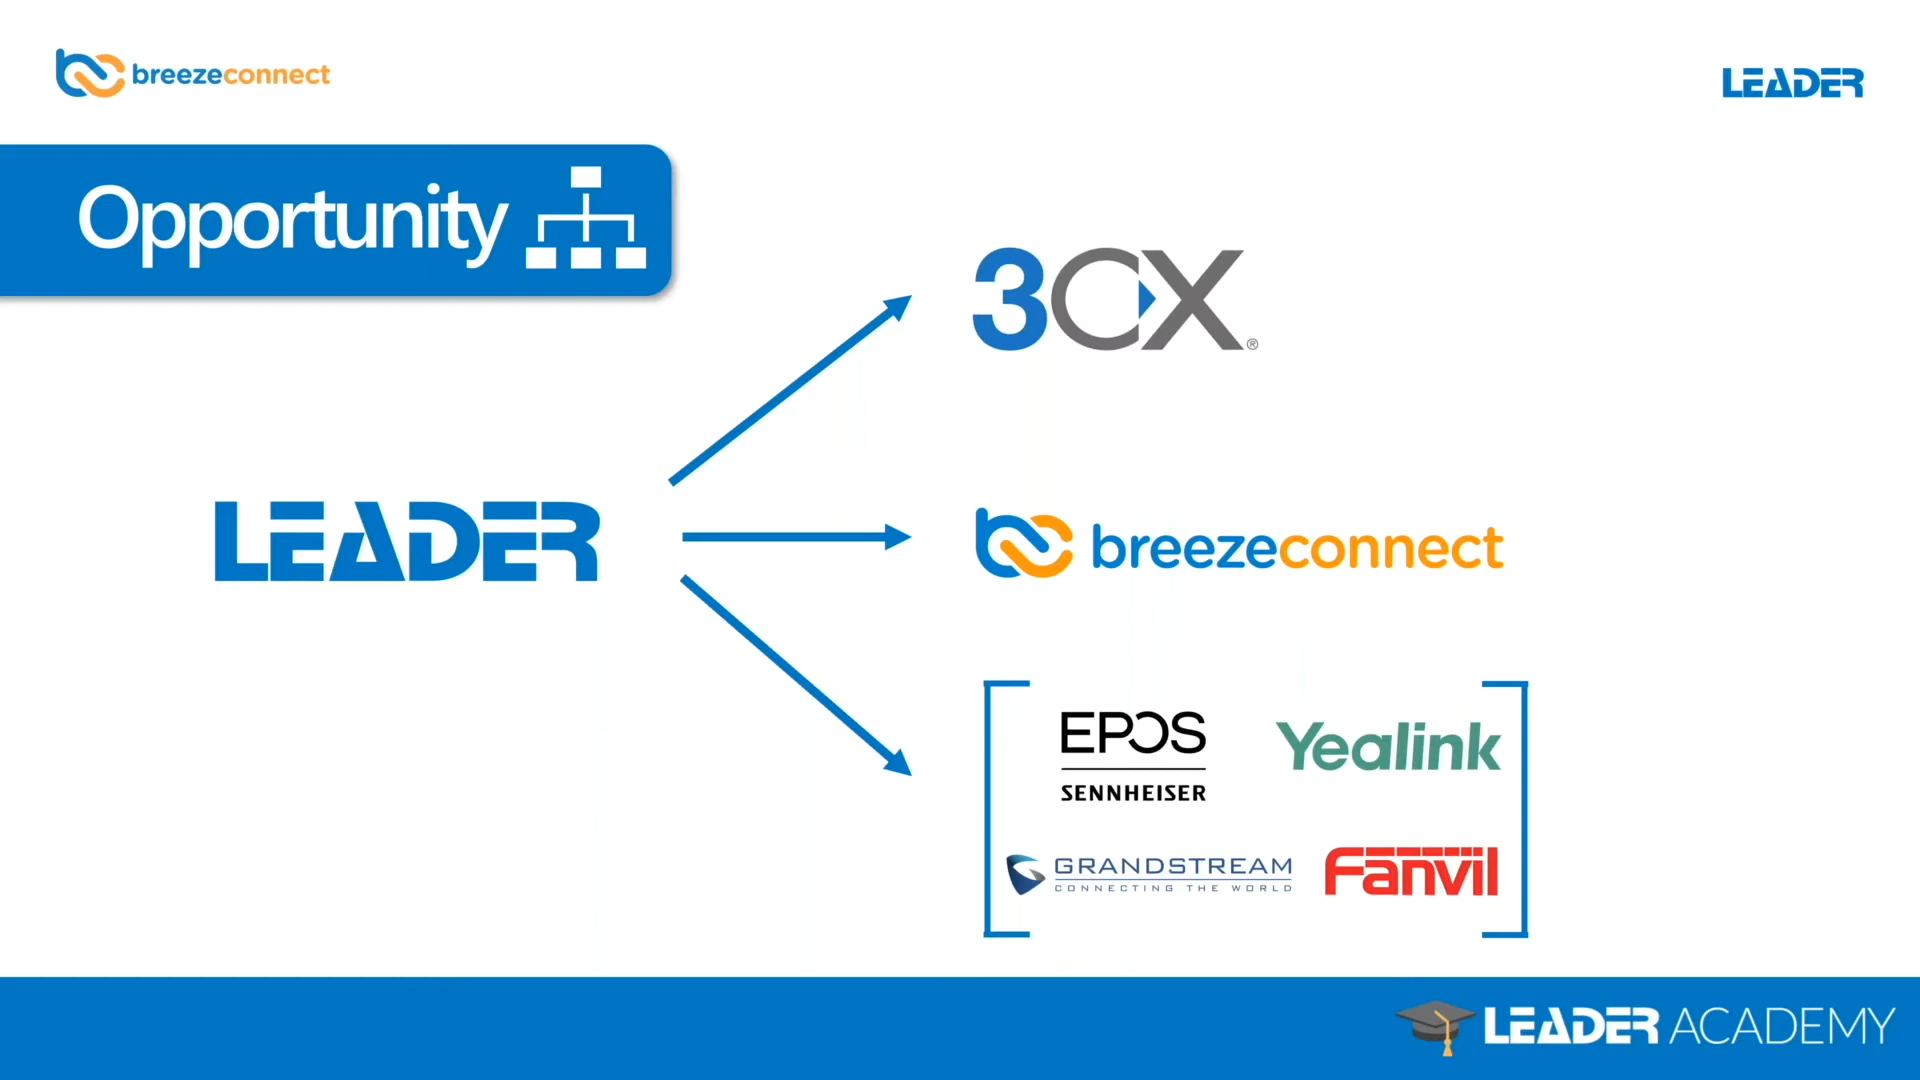 breezeconnect
LEADER
Opportunity
3CX®
LEADER
breezeconnect
EPOS
SENNHEISER
Yealink
GRANDSTREAM
CONNECTING THE WORLD
Fanvil
LEADER ACADEMY